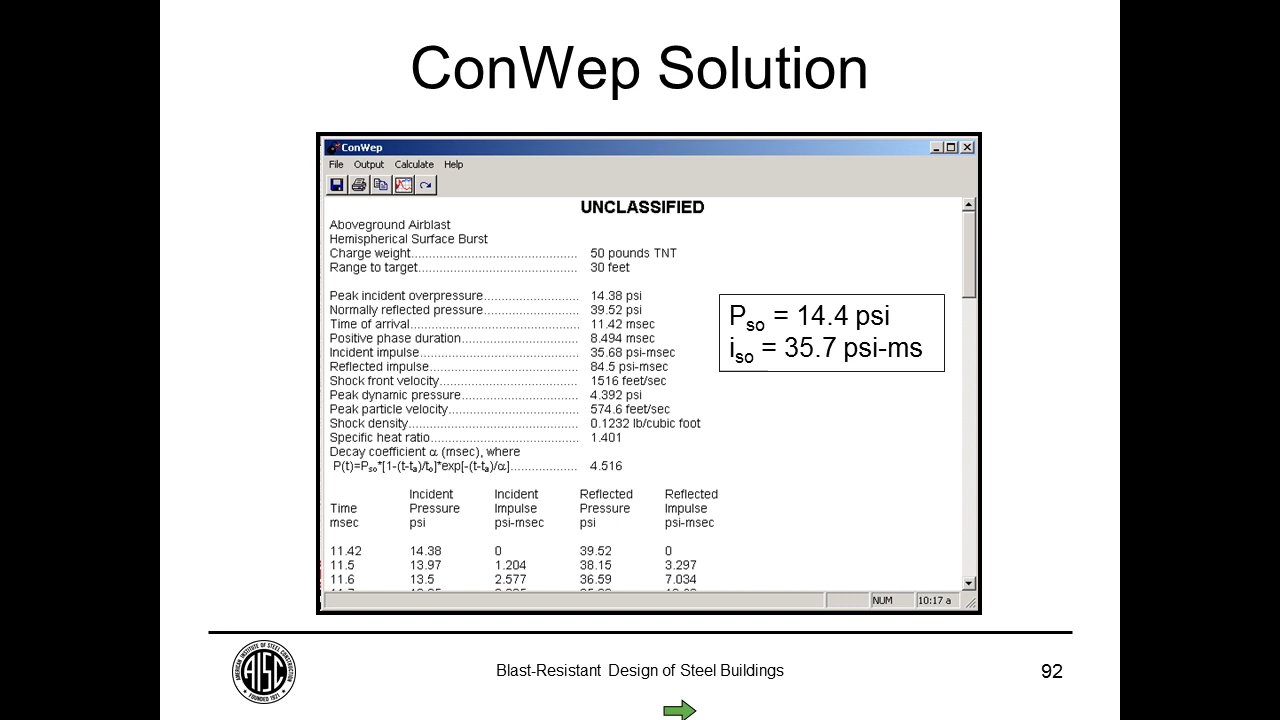 ConWep Solution
ConWep
File Output Calculate Help
UNCLASSIFIED
Aboveground Airblast
Hemispherical Surface Burst
Charge weight............................................... 50 pounds TNT
Range to target............................................. 30 feet
Peak incident overpressure........................... 14.38 psi
Normally reflected pressure........................... 39.52 psi
Time of arrival................................................ 11.42 msec
Positive phase duration................................. 8.494 msec
Incident impulse............................................ 35.68 psi-msec
Reflected impulse.......................................... 84.5 psi-msec
Shock front velocity....................................... 1516 feet/sec
Peak dynamic pressure................................. 4.392 psi
Peak particle velocity..................................... 574.6 feet/sec
Shock density................................................ 0.1232 lb/cubic foot
Specific heat ratio.......................................... 1.401
Decay coefficient α (msec), where
P(t)=Pso*[1-(t-ta)/to]*exp[-(t-ta)/α]................... 4.516
Pso = 14.4 psi
iso = 35.7 psi-ms
Incident Incident Reflected Reflected
Time Pressure Impulse Pressure Impulse
msec psi psi-msec psi psi-msec
11.42 14.38 0 39.52 0
11.5 13.97 1.204 38.15 3.297
11.6 13.5 2.577 36.59 7.034
NUM 10:17 a
AMERICAN INSTITUTE OF STEEL CONSTRUCTION
AISC
FOUNDED 1921
Blast-Resistant Design of Steel Buildings
92